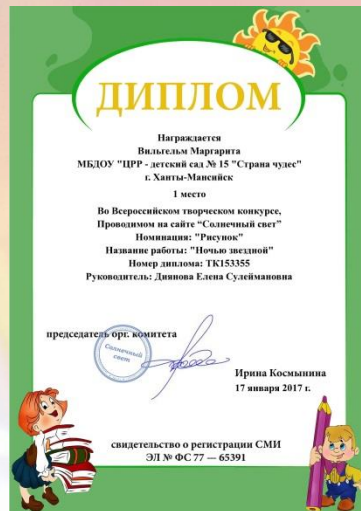 ДИПЛОМ
Награждается
Вильгельм Маргарита
МБДОУ "ЦРР - детский сад № 15 "Страна чудес"
г. Ханты-Мансийск
1 место
Во Всероссийском творческом конкурсе,
Проводимом на сайте “Солнечный свет”
Номинация: "Рисунок"
Название работы: "Ночью звездной"
Номер диплома: ТК153355
Руководитель: Диянова Елена Сулеймановна
председатель орг. комитета
Солнечный
свет
Ирина Космынина
17 января 2017 г.
свидетельство о регистрации СМИ
ЭЛ № ФС 77 — 65391